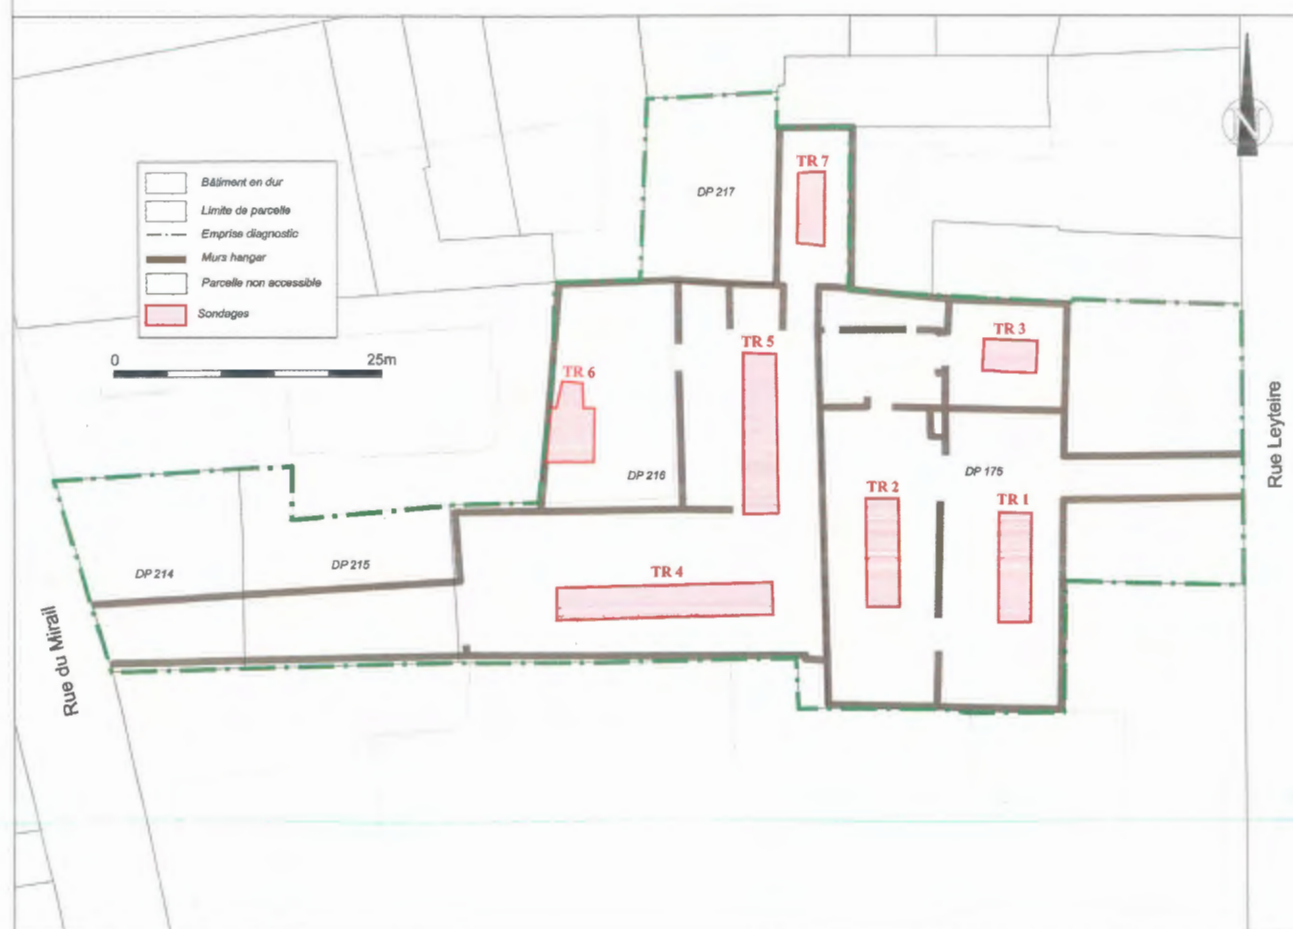 N
TR 7
DP 217
Bâtiment en dur
Limite de parcelle
Emprise diagnostic
Murs hangar
Parcelle non accessible
Sondages
0 25m
TR 5
TR 3
TR 6
DP 216
DP 175
TR 2
TR 1
Rue Leyteire
DP 214
DP 215
TR 4
Rue du Mirail